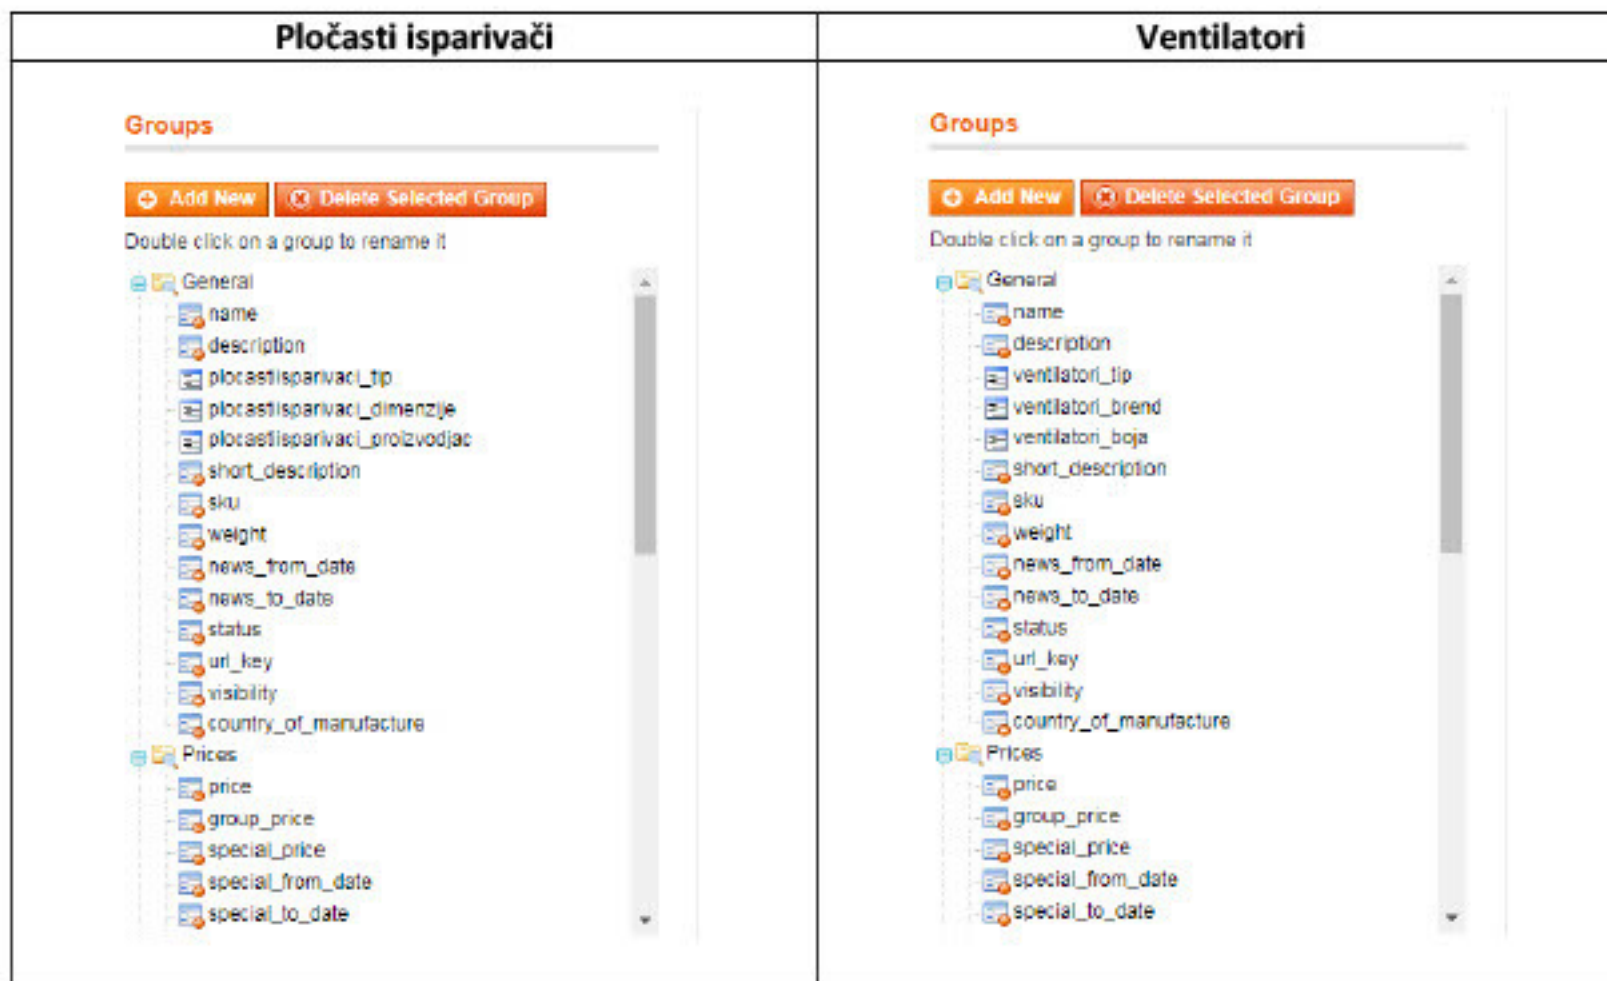 Pločasti isparivači
Groups
Add New
Delete Selected Group
Double click on a group to rename it
General
name
description
plocastiisparivaci_tip
plocastiisparivaci_dimenzije
plocastiisparivaci_proizvodjac
short_description
sku
weight
news_from_date
news_to_date
status
url_key
visibility
country_of_manufacture
Prices
price
group_price
special_price
special_from_date
special_to_date
Ventilatori
Groups
Add New
Delete Selected Group
Double click on a group to rename it
General
name
description
ventilatori_tip
ventilatori_brend
ventilatori_boja
short_description
sku
weight
news_from_date
news_to_date
status
url_key
visibility
country_of_manufacture
Prices
price
group_price
special_price
special_from_date
special_to_date